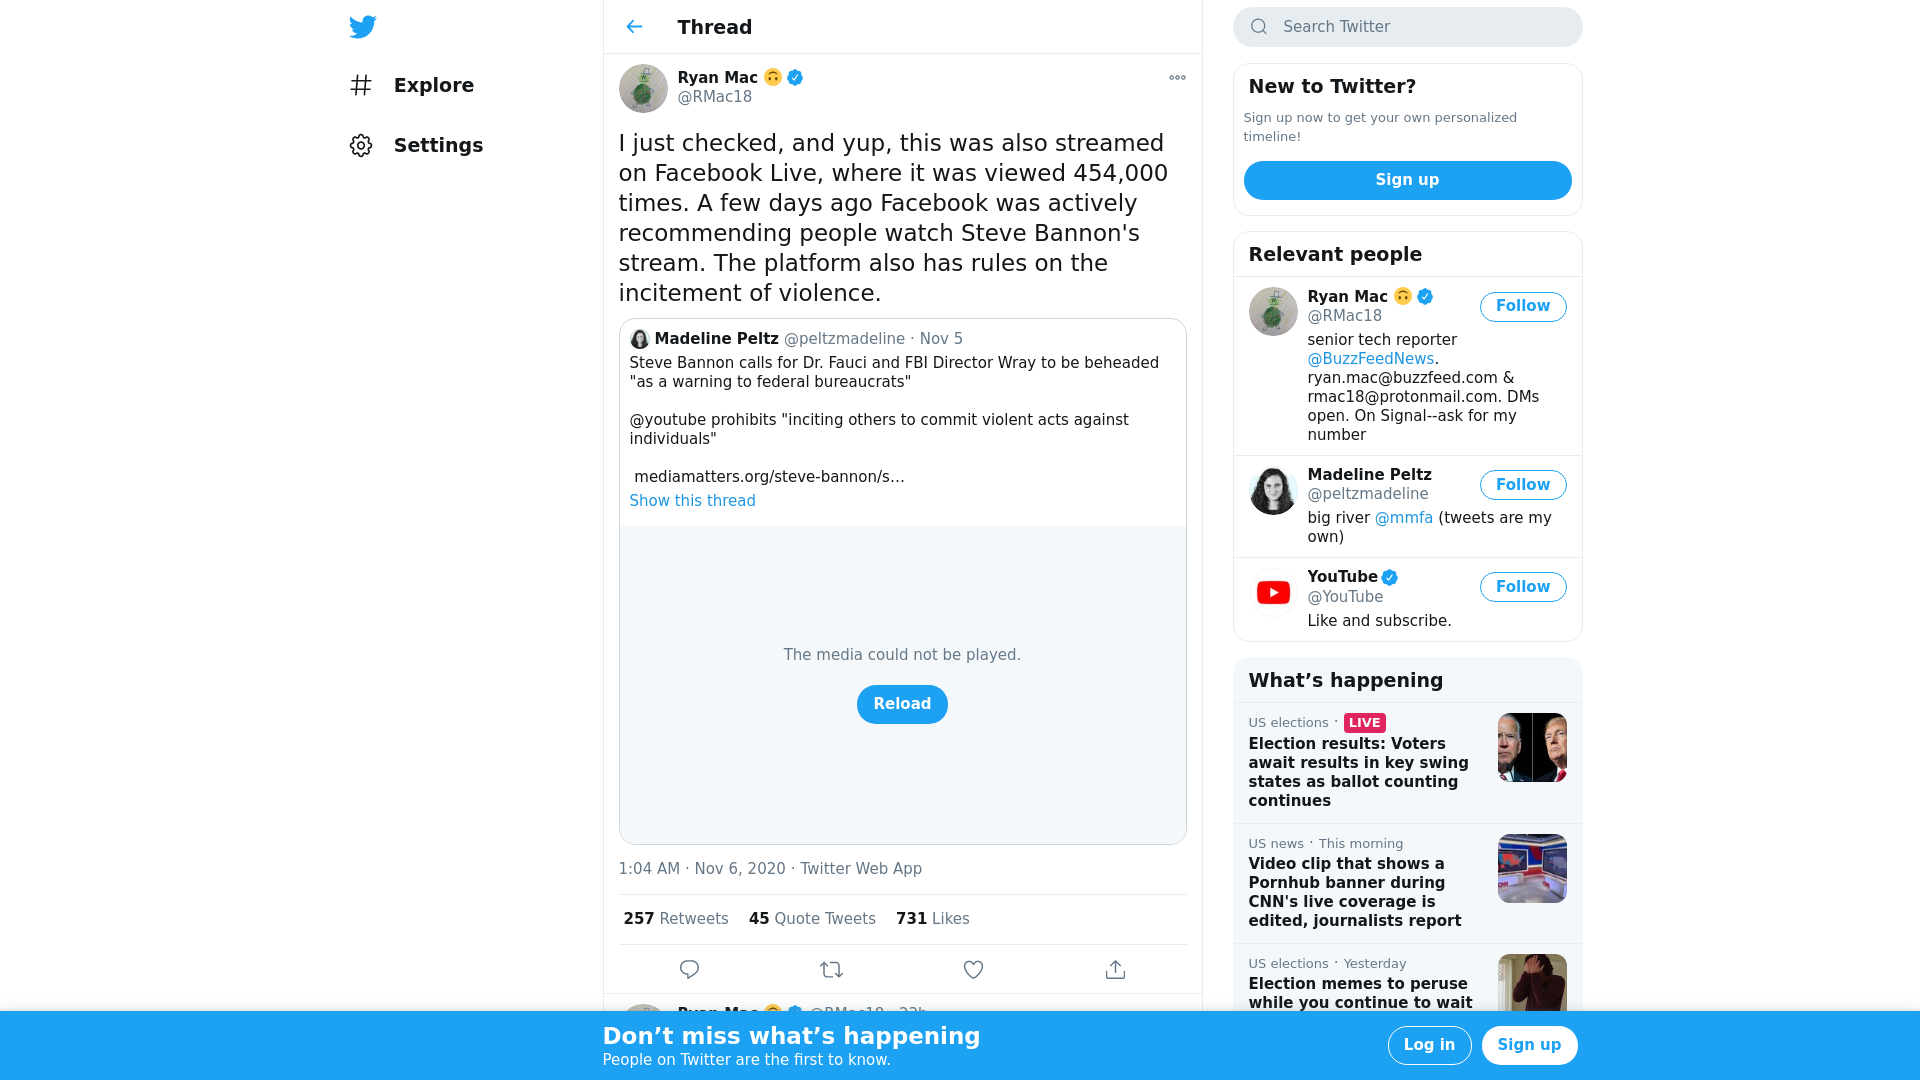 Explore
Settings
Thread
Ryan Mac
@RMac18
I just checked, and yup, this was also streamed
on Facebook Live, where it was viewed 454,000
times. A few days ago Facebook was actively
recommending people watch Steve Bannon's
stream. The platform also has rules on the
incitement of violence.
Madeline Peltz @peltzmadeline · Nov 5
Steve Bannon calls for Dr. Fauci and FBI Director Wray to be beheaded
"as a warning to federal bureaucrats"
@youtube prohibits "inciting others to commit violent acts against
individuals"
mediamatters.org/steve-bannon/s…
Show this thread
The media could not be played.
Reload
1:04 AM · Nov 6, 2020 · Twitter Web App
257 Retweets 45 Quote Tweets 731 Likes
Ryan Mac @RMac18 · 23h
Search Twitter
New to Twitter?
Sign up now to get your own personalized
timeline!
Sign up
Relevant people
Ryan Mac
@RMac18
Follow
senior tech reporter
@BuzzFeedNews.
ryan.mac@buzzfeed.com &
rmac18@protonmail.com. DMs
open. On Signal--ask for my
number
Madeline Peltz
@peltzmadeline
Follow
big river @mmfa (tweets are my
own)
YouTube
@YouTube
Follow
Like and subscribe.
What’s happening
US elections · LIVE
Election results: Voters
await results in key swing
states as ballot counting
continues
US news · This morning
Video clip that shows a
Pornhub banner during
CNN's live coverage is
edited, journalists report
US elections · Yesterday
Election memes to peruse
while you continue to wait
Don’t miss what’s happening
People on Twitter are the first to know.
Log in
Sign up